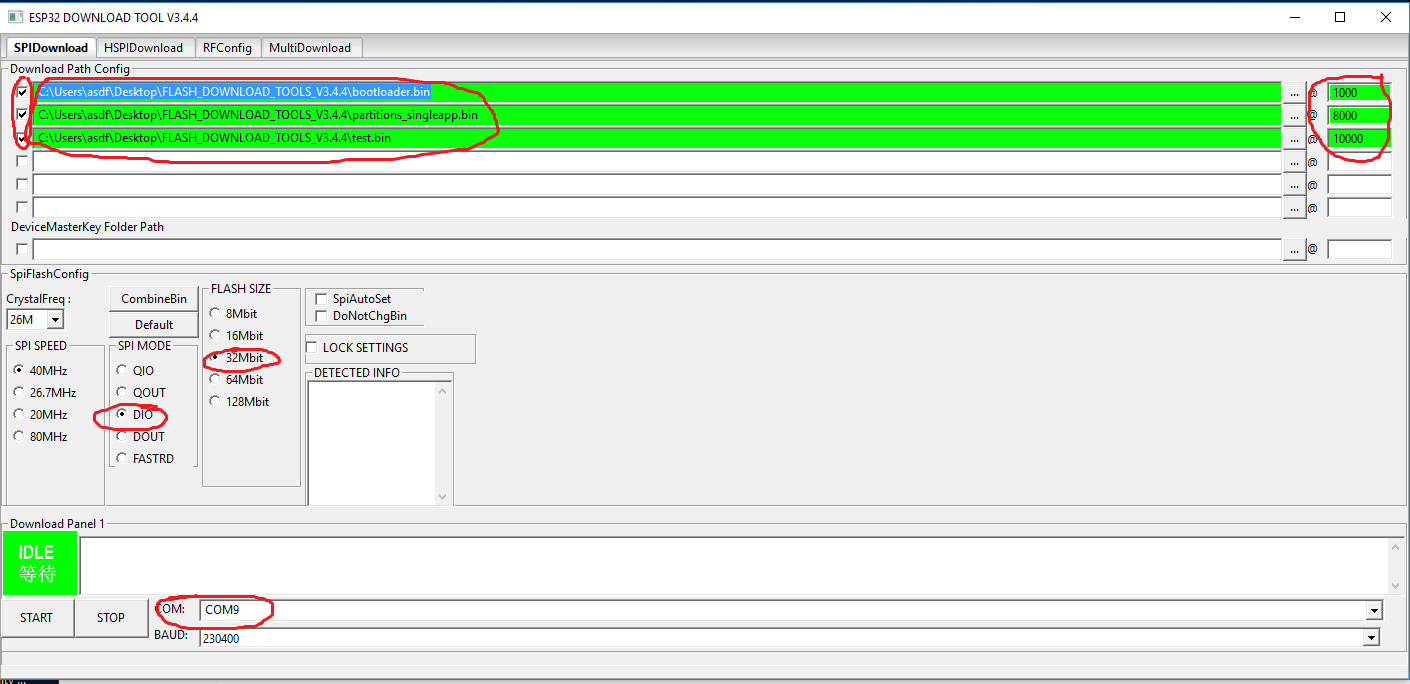 ESP32 DOWNLOAD TOOL V3.4.4
SPIDownload HSPIDownload RFConfig MultiDownload
Download Path Config
C:\Users\asdf\Desktop\FLASH_DOWNLOAD_TOOLS_V3.4.4\bootloader.bin ... @ 1000
C:\Users\asdf\Desktop\FLASH_DOWNLOAD_TOOLS_V3.4.4\partitions_singleapp.bin ... @ 8000
C:\Users\asdf\Desktop\FLASH_DOWNLOAD_TOOLS_V3.4.4\test.bin ... @ 10000
... @
... @
... @
DeviceMasterKey Folder Path
... @
SpiFlashConfig
CrystalFreq :
26M
CombineBin
Default
SPI SPEED
40MHz
26.7MHz
20MHz
80MHz
SPI MODE
QIO
QOUT
DIO
DOUT
FASTRD
FLASH SIZE
8Mbit
16Mbit
32Mbit
64Mbit
128Mbit
SpiAutoSet
DoNotChgBin
LOCK SETTINGS
DETECTED INFO
Download Panel 1
IDLE
等待
START STOP
COM: COM9
BAUD: 230400